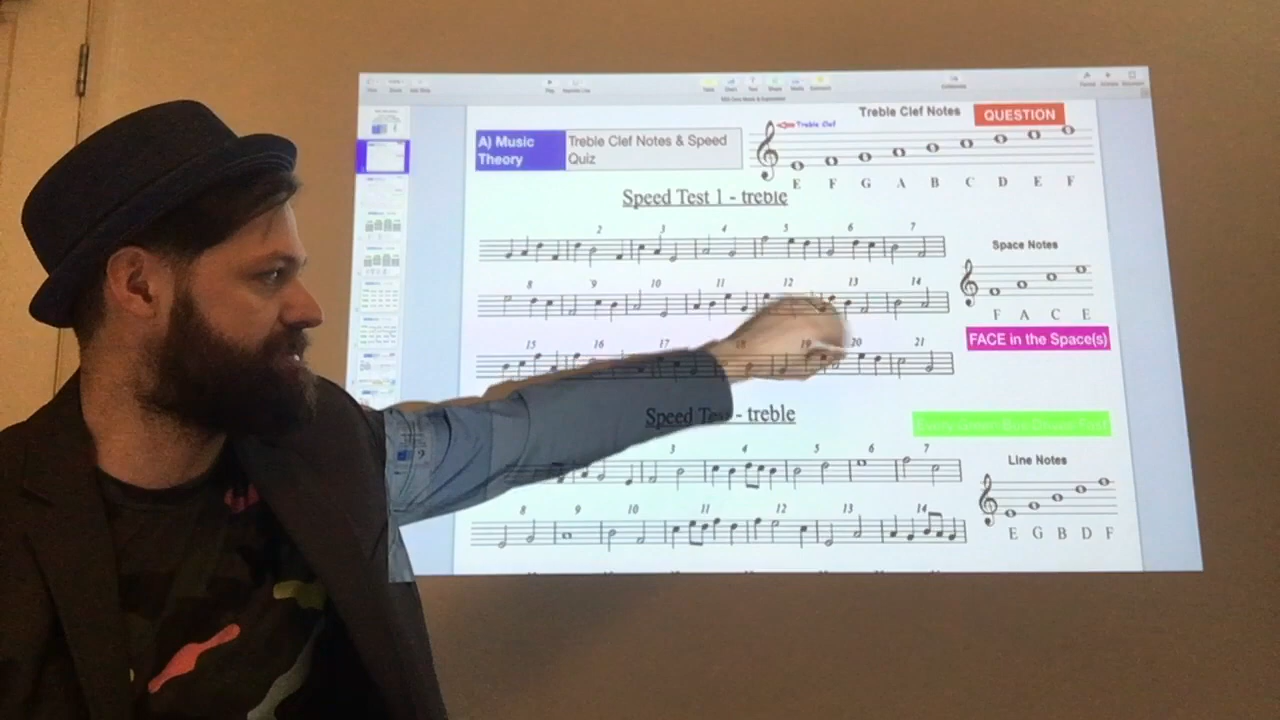 Treble Clef Notes
QUESTION
Treble Clef
A) Music
Theory
Treble Clef Notes & Speed
Quiz
E F G A B C D E F
Speed Test 1 - treble
2 3 4 5 6 7
Space Notes
8 9 10 11 12 13 14
F A C E
FACE in the Space(s)
15 16 17 18 19 20 21
Speed - treble
Line Notes
3 4 5 6 7
8 9 10 11 12 13 14
E G B D F